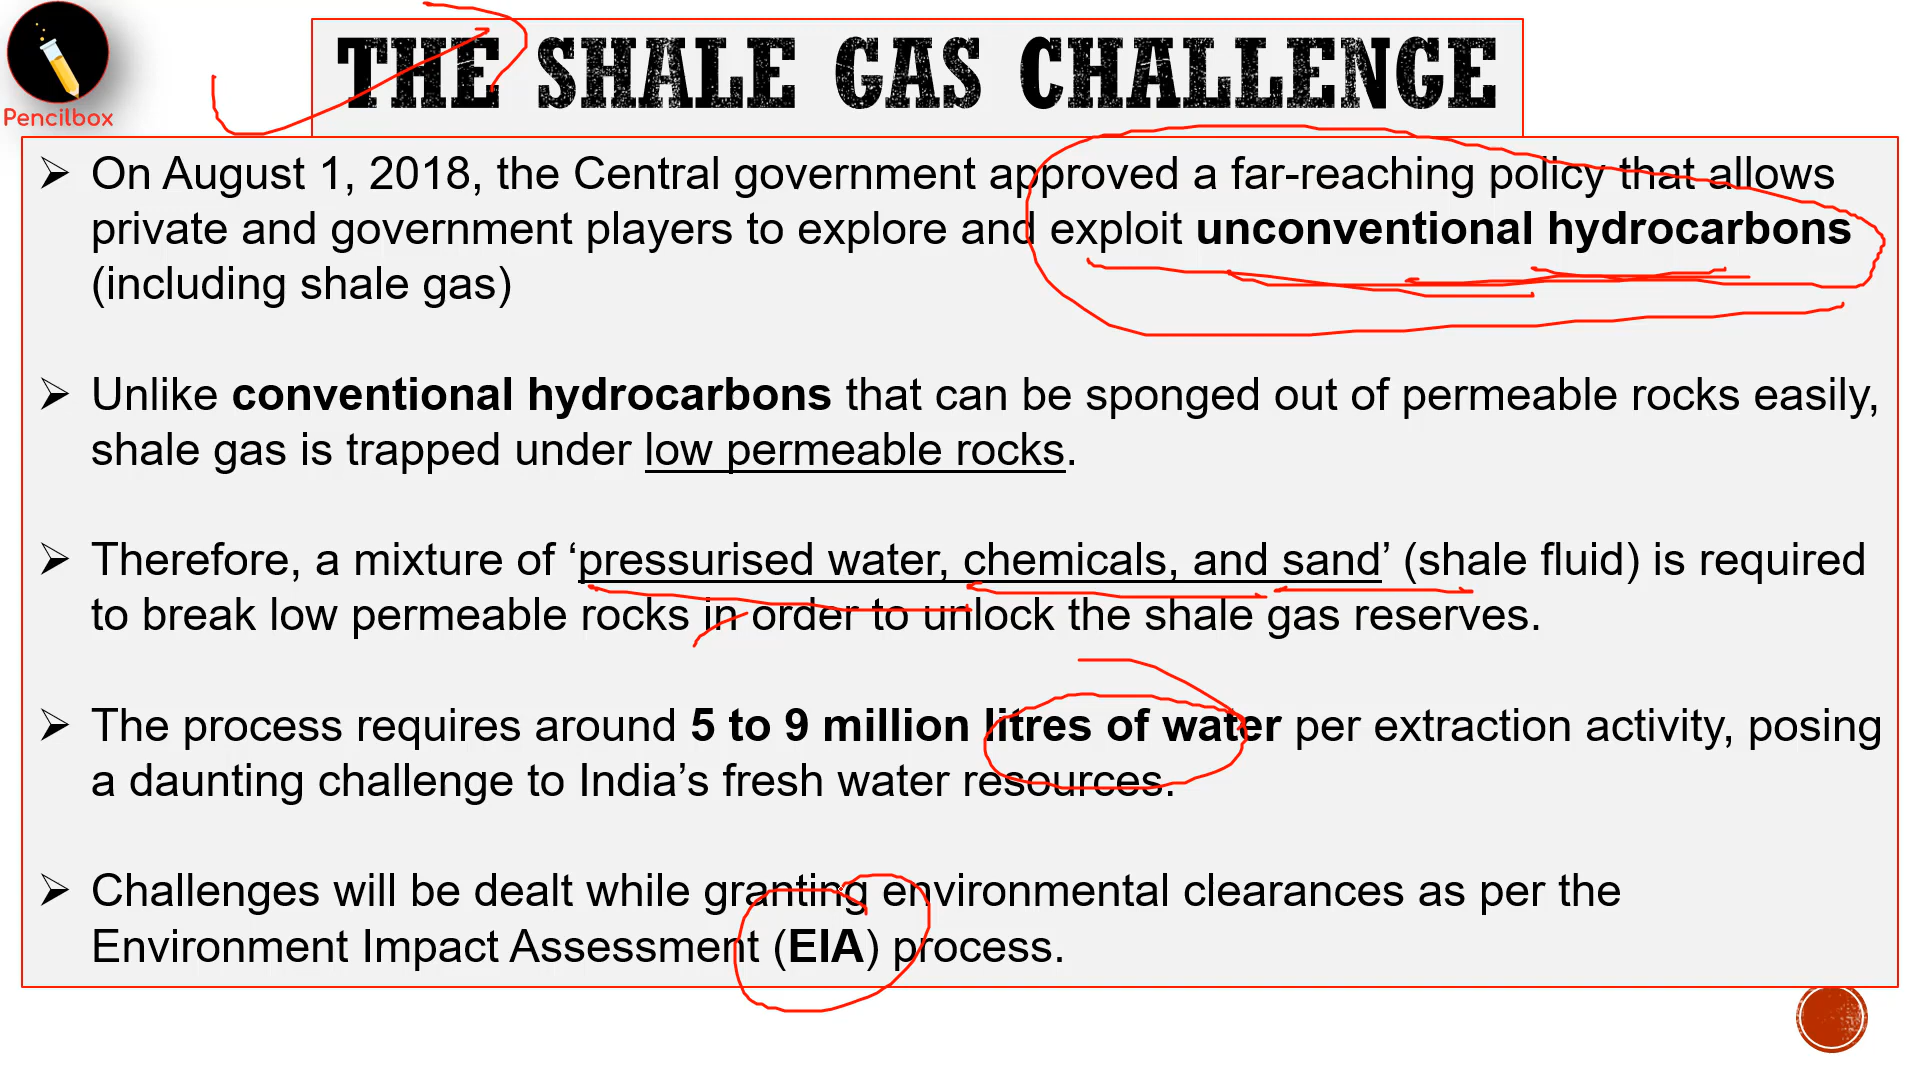 Pencilbox
THE SHALE GAS CHALLENGE
➢ On August 1, 2018, the Central government approved a far-reaching policy that allows
private and government players to explore and exploit unconventional hydrocarbons
(including shale gas)
➢ Unlike conventional hydrocarbons that can be sponged out of permeable rocks easily,
shale gas is trapped under low permeable rocks.
➢ Therefore, a mixture of ‘pressurised water, chemicals, and sand’ (shale fluid) is required
to break low permeable rocks in order to unlock the shale gas reserves.
➢ The process requires around 5 to 9 million litres of water per extraction activity, posing
a daunting challenge to India’s fresh water resources.
➢ Challenges will be dealt while granting environmental clearances as per the
Environment Impact Assessment (EIA) process.